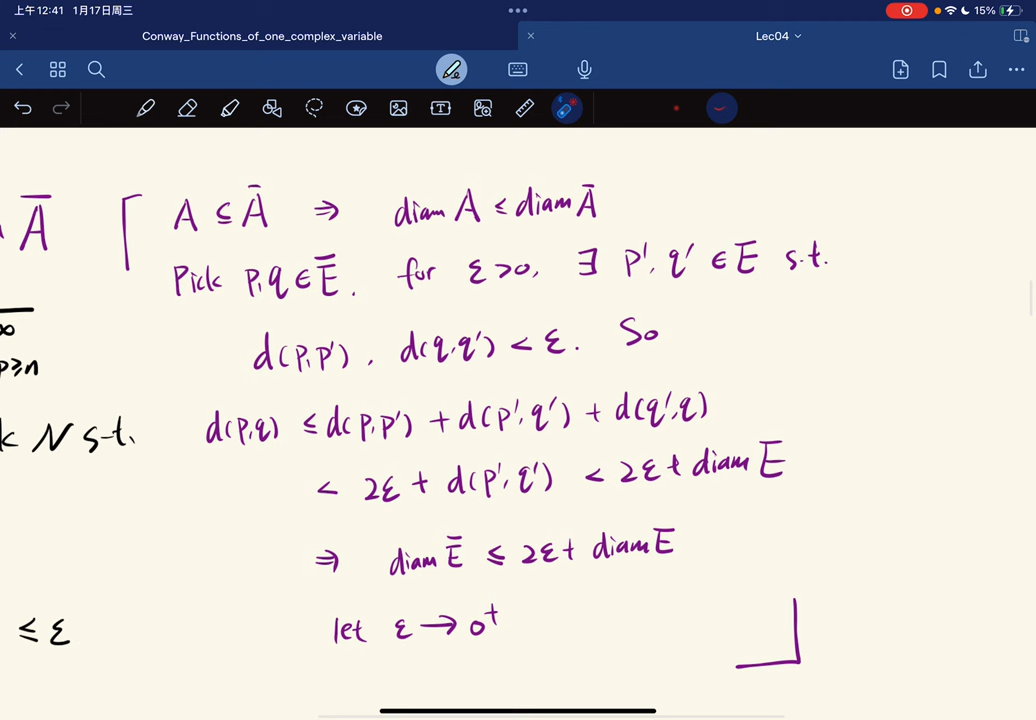 上午12:41 1月17日周三
15%
Conway_Functions_of_one_complex_variable
Lec04
Ā
A ⊆ Ā ⇒ diam A ≤ diam Ā
Pick p,q ∈ Ē. for ε>0, ∃ p', q' ∈ E s.t.
p≥n
d(p,p'), d(q,q') < ε. So
k N s.t.
d(p,q) ≤ d(p,p') + d(p',q') + d(q',q)
< 2ε + d(p',q') < 2ε + diam E
⇒ diam Ē ≤ 2ε + diam E
≤ ε
let ε → 0⁺